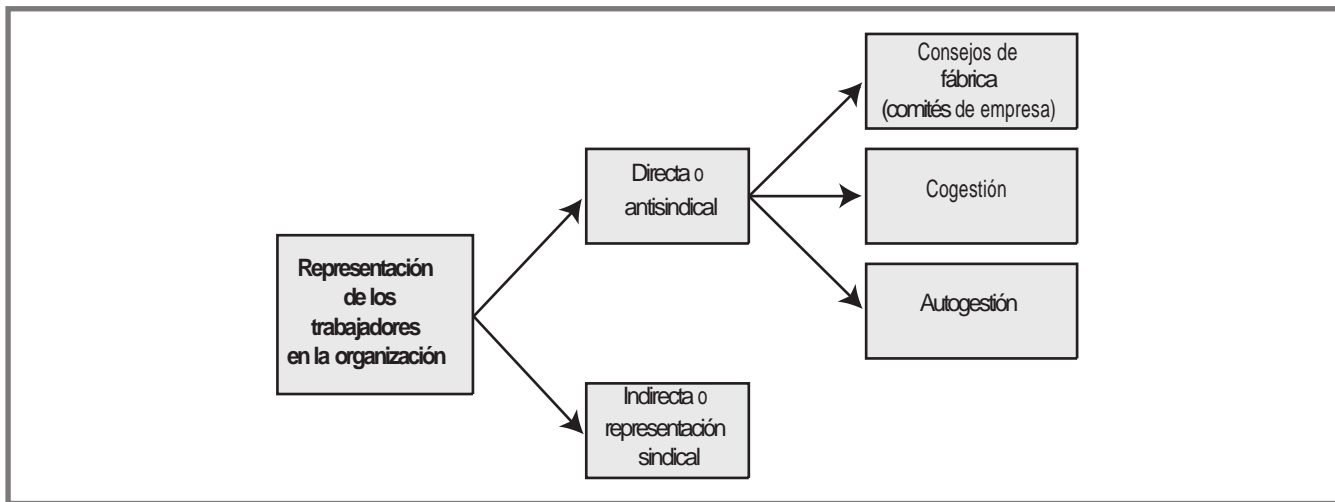 Representación
de los
trabajadores
en la organización
Directa o
antisindical
Indirecta o
representación
sindical
Consejos de
fábrica
(comités de empresa)
Cogestión
Autogestión